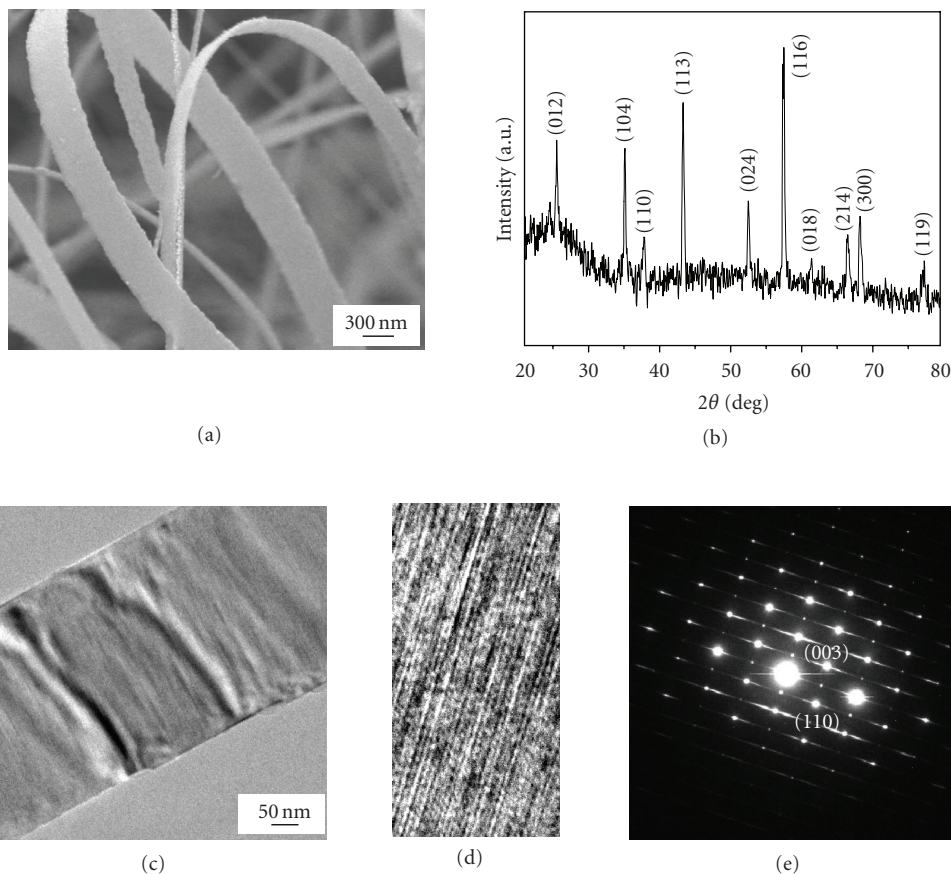 300 nm
(a)
Intensity (a.u.)
(012)
(104)
(110)
(113)
(024)
(116)
(018)
(214)
(300)
(119)
20 30 40 50 60 70 80
2θ (deg)
(b)
50 nm
(c)
(d)
(003)
(110)
(e)